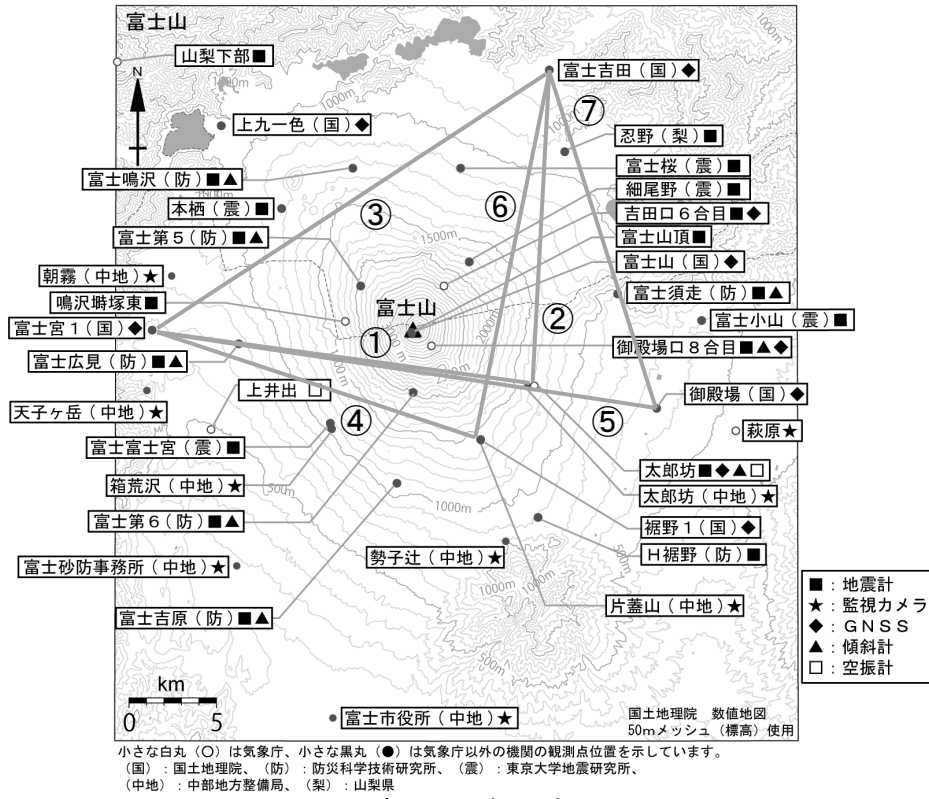 富士山
山梨下部■
N
1000m
1000m
1000m
富士吉田（国）◆
⑦
上九一色（国）◆
忍野（梨）■
富士桜（震）■
富士鳴沢（防）■▲
細尾野（震）■
⑥
本栖（震）■
③
吉田口６合目■◆
富士第５（防）■▲
1500m
富士山頂■
富士山（国）◆
朝霧（中地）★
富士須走（防）■▲
鳴沢塒塚東■
富士山
2000m
②
富士小山（震）■
富士宮１（国）◆
①
御殿場口８合目■▲◆
富士広見（防）■▲
上井出 □
御殿場（国）◆
天子ヶ岳（中地）★
④
⑤
萩原★
富士富士宮（震）■
太郎坊■◆▲□
箱荒沢（中地）★
500m
太郎坊（中地）★
1000m
富士第６（防）■▲
裾野１（国）◆
勢子辻（中地）★
Ｈ裾野（防）■
500m
富士砂防事務所（中地）★
1000m
1000m
片蓋山（中地）★
富士吉原（防）■▲
500m
■：地震計
★：監視カメラ
◆：ＧＮＳＳ
▲：傾斜計
□：空振計
km
0 5
富士市役所（中地）★
国土地理院　数値地図
50ｍメッシュ（標高）使用
小さな白丸（○）は気象庁、小さな黒丸（●）は気象庁以外の機関の観測点位置を示しています。
（国）：国土地理院、（防）：防災科学技術研究所、（震）：東京大学地震研究所、
（中地）：中部地方整備局、（梨）：山梨県